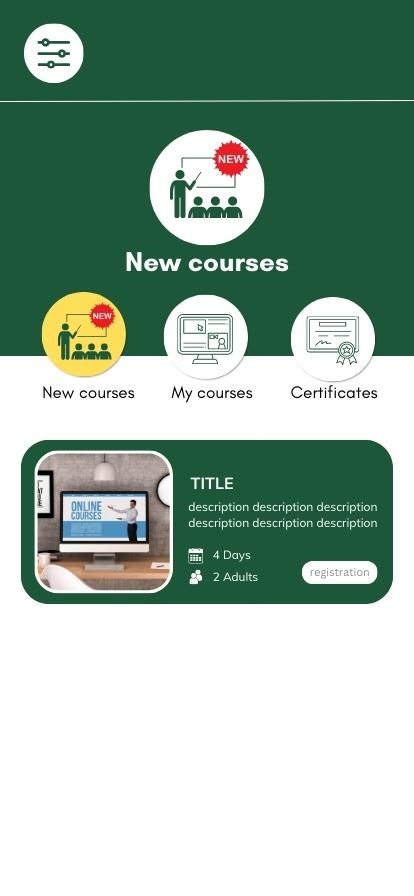 NEW
New courses
NEW
New courses
My courses
Certificates
ONLINE
COURSES
TITLE
description description description
description description description
4 Days
2 Adults
registration